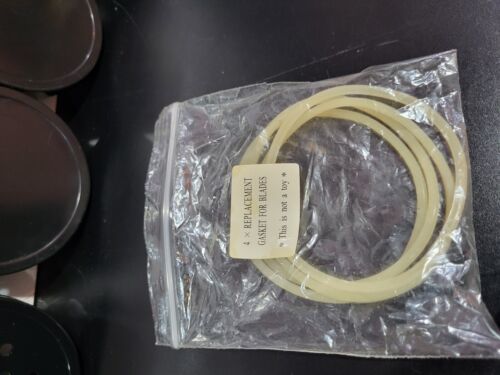 4 × REPLACEMENT
GASKET FOR BLADES
* This is not a toy *